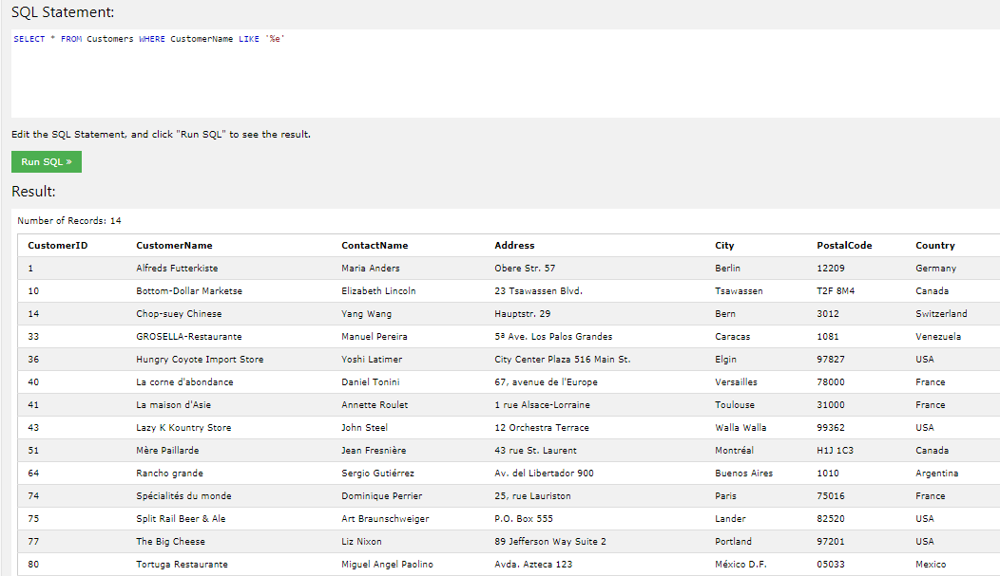 SQL Statement:
SELECT * FROM Customers WHERE CustomerName LIKE '%e'
Edit the SQL Statement, and click "Run SQL" to see the result.
Run SQL »
Result:
Number of Records: 14
CustomerID CustomerName ContactName Address City PostalCode Country
1 Alfreds Futterkiste Maria Anders Obere Str. 57 Berlin 12209 Germany
10 Bottom-Dollar Marketse Elizabeth Lincoln 23 Tsawassen Blvd. Tsawassen T2F 8M4 Canada
14 Chop-suey Chinese Yang Wang Hauptstr. 29 Bern 3012 Switzerland
33 GROSELLA-Restaurante Manuel Pereira 5ª Ave. Los Palos Grandes Caracas 1081 Venezuela
36 Hungry Coyote Import Store Yoshi Latimer City Center Plaza 516 Main St. Elgin 97827 USA
40 La corne d'abondance Daniel Tonini 67, avenue de l'Europe Versailles 78000 France
41 La maison d'Asie Annette Roulet 1 rue Alsace-Lorraine Toulouse 31000 France
43 Lazy K Kountry Store John Steel 12 Orchestra Terrace Walla Walla 99362 USA
51 Mère Paillarde Jean Fresnière 43 rue St. Laurent Montréal H1J 1C3 Canada
64 Rancho grande Sergio Gutiérrez Av. del Libertador 900 Buenos Aires 1010 Argentina
74 Spécialités du monde Dominique Perrier 25, rue Lauriston Paris 75016 France
75 Split Rail Beer & Ale Art Braunschweiger P.O. Box 555 Lander 82520 USA
77 The Big Cheese Liz Nixon 89 Jefferson Way Suite 2 Portland 97201 USA
80 Tortuga Restaurante Miguel Angel Paolino Avda. Azteca 123 México D.F. 05033 Mexico